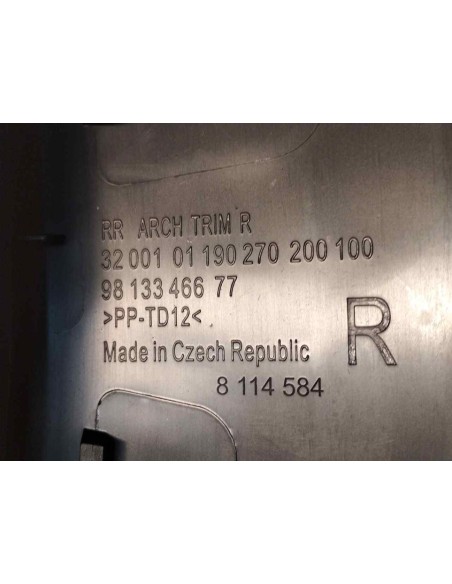 RR ARCH TRIM R
32 001 01 190 270 200 100
98 133 466 77
>PP-TD12<
Made in Czech Republic
R
8 114 584